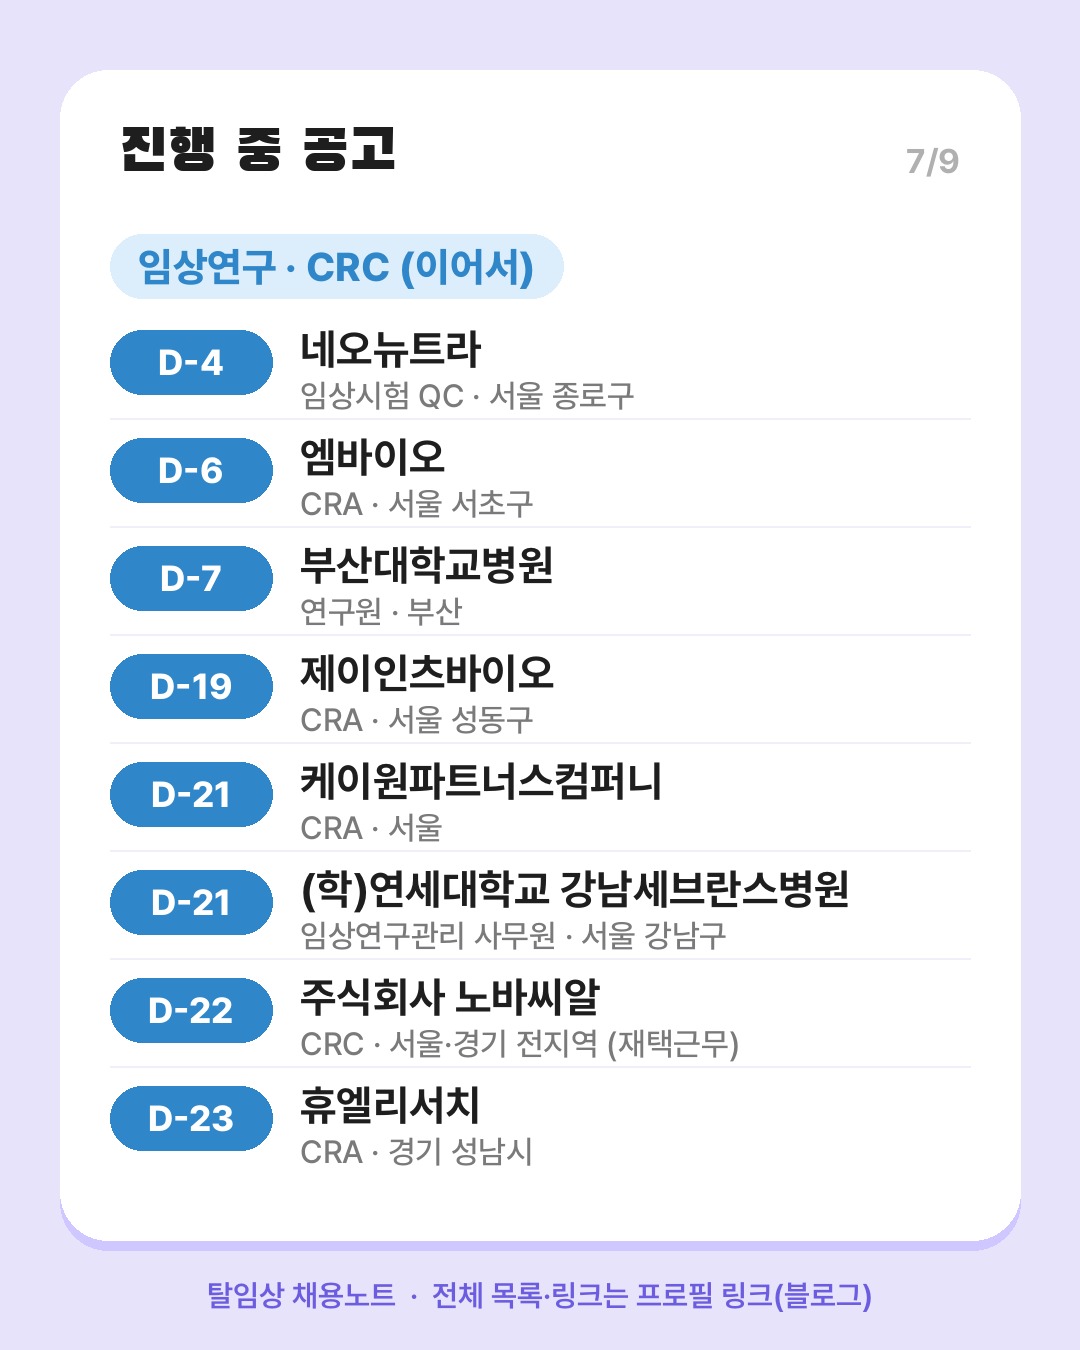 진행 중 공고
7/9
임상연구 · CRC (이어서)
D-4
네오뉴트라
임상시험 QC · 서울 종로구
D-6
엠바이오
CRA · 서울 서초구
D-7
부산대학교병원
연구원 · 부산
D-19
제이인츠바이오
CRA · 서울 성동구
D-21
케이원파트너스컴퍼니
CRA · 서울
D-21
(학)연세대학교 강남세브란스병원
임상연구관리 사무원 · 서울 강남구
D-22
주식회사 노바씨알
CRC · 서울·경기 전지역 (재택근무)
D-23
휴엘리서치
CRA · 경기 성남시
탈임상 채용노트 · 전체 목록·링크는 프로필 링크(블로그)